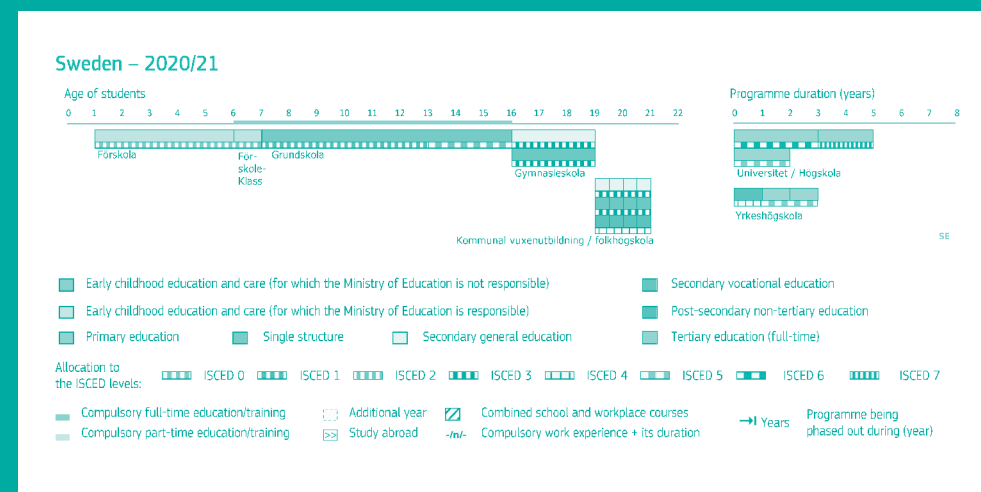 Sweden – 2020/21
Age of students
Programme duration (years)
0 1 2 3 4 5 6 7 8 9 10 11 12 13 14 15 16 17 18 19 20 21 22
0 1 2 3 4 5 6 7 8
Förskola
För-
skole-
Klass
Grundskola
Gymnasieskola
Kommunal vuxenutbildning / folkhögskola
Universitet / Högskola
Yrkeshögskola
SE
Early childhood education and care (for which the Ministry of Education is not responsible)
Secondary vocational education
Early childhood education and care (for which the Ministry of Education is responsible)
Post-secondary non-tertiary education
Primary education
Single structure
Secondary general education
Tertiary education (full-time)
Allocation to
the ISCED levels:
ISCED 0
ISCED 1
ISCED 2
ISCED 3
ISCED 4
ISCED 5
ISCED 6
ISCED 7
Compulsory full-time education/training
Additional year
Combined school and workplace courses
Compulsory part-time education/training
>> Study abroad
-/n/- Compulsory work experience + its duration
Years
Programme being
phased out during (year)